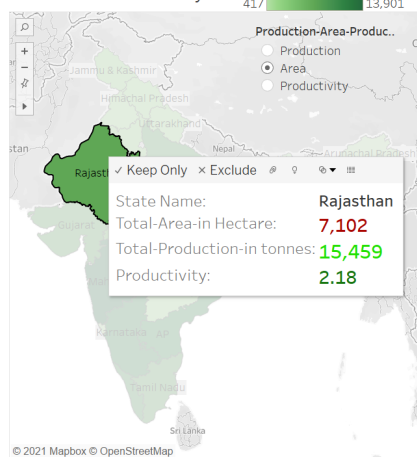 417 13,901
Production-Area-Produc..
Production
Area
Productivity
Jammu & Kashmir
Himachal Pradesh
Uttarakhand
Nepal
Arunachal Pradesh
stan
Rajasth
Keep Only Exclude
State Name: Rajasthan
Total-Area-in Hectare: 7,102
Total-Production-in tonnes: 15,459
Productivity: 2.18
Gujarat
Karnataka AP
Tamil Nadu
Sri Lanka
© 2021 Mapbox © OpenStreetMap